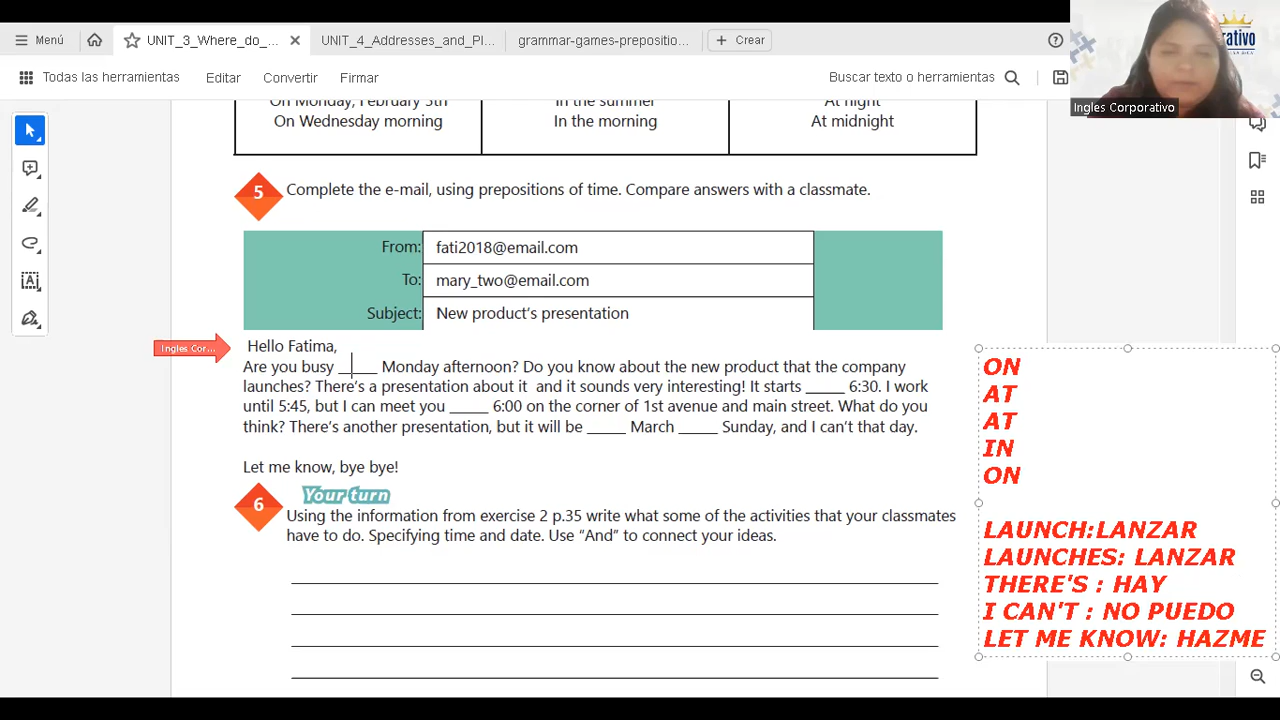 Menú
UNIT_3_Where_do_...
UNIT_4_Addresses_and_Pl...
grammar-games-prepositio...
Crear
rativo
Todas las herramientas
Editar
Convertir
Firmar
Buscar texto o herramientas
Ingles Corporativo
On Monday, February 5th
In the summer
At night
On Wednesday morning
In the morning
At midnight
5
Complete the e-mail, using prepositions of time. Compare answers with a classmate.
From:
fati2018@email.com
To:
mary_two@email.com
Subject:
New product's presentation
Ingles Cor...
Hello Fatima,
Are you busy _____ Monday afternoon? Do you know about the new product that the company
launches? There's a presentation about it and it sounds very interesting! It starts _____ 6:30. I work
until 5:45, but I can meet you _____ 6:00 on the corner of 1st avenue and main street. What do you
think? There's another presentation, but it will be _____ March _____ Sunday, and I can't that day.
Let me know, bye bye!
6
Your turn
Using the information from exercise 2 p.35 write what some of the activities that your classmates
have to do. Specifying time and date. Use “And” to connect your ideas.
ON
AT
AT
IN
ON
LAUNCH:LANZAR
LAUNCHES: LANZAR
THERE'S : HAY
I CAN'T : NO PUEDO
LET ME KNOW: HAZME